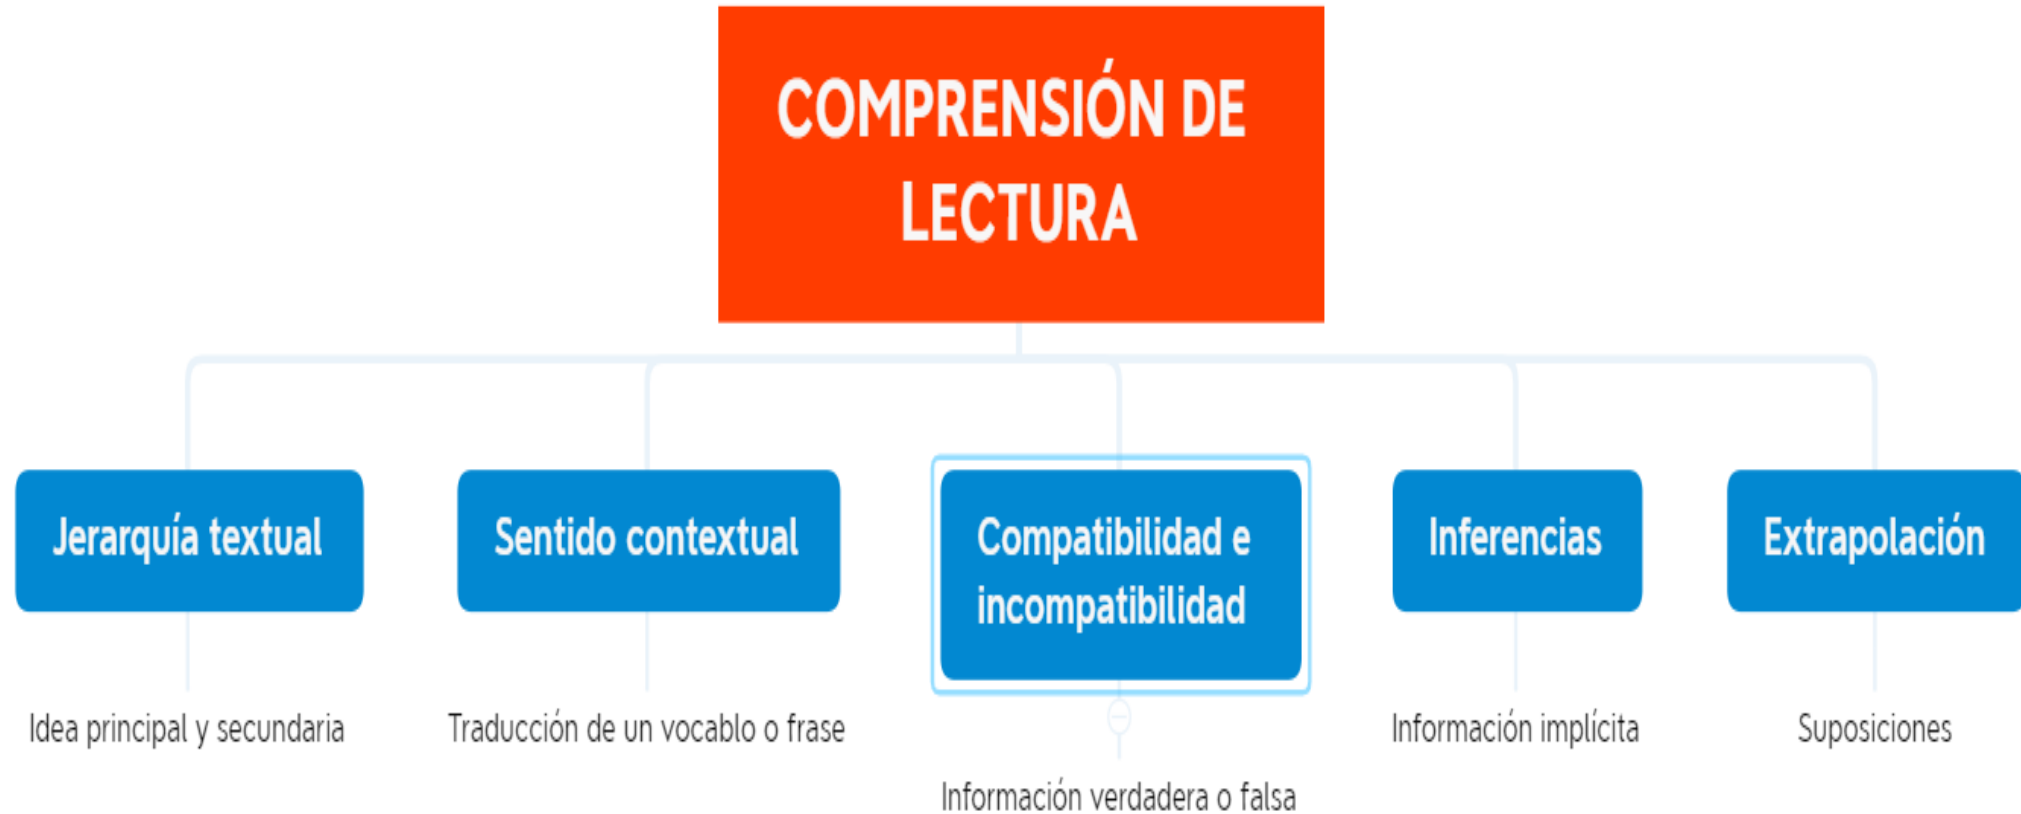 COMPRENSIÓN DE
LECTURA
Jerarquía textual
Sentido contextual
Compatibilidad e
incompatibilidad
Inferencias
Extrapolación
Idea principal y secundaria
Traducción de un vocablo o frase
Información verdadera o falsa
Información implícita
Suposiciones